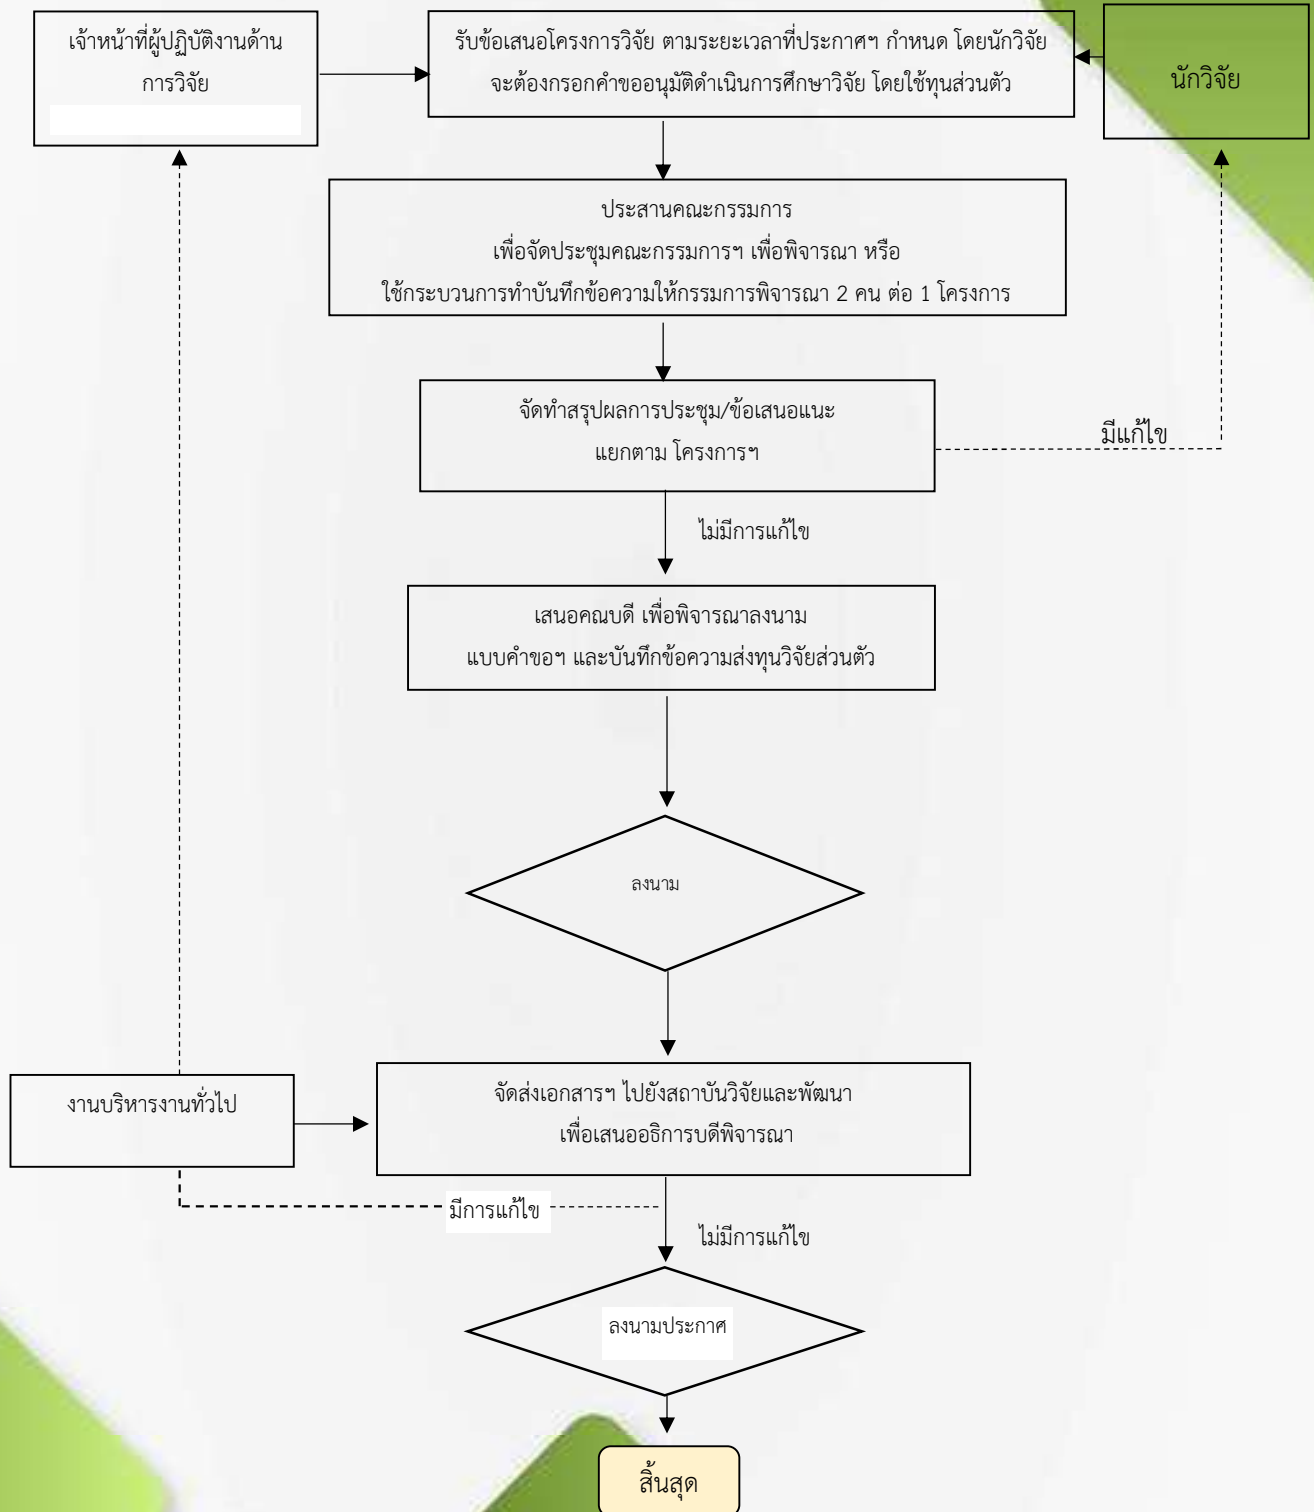 เจ้าหน้าที่ผู้ปฏิบัติงานด้าน
การวิจัย
รับข้อเสนอโครงการวิจัย ตามระยะเวลาที่ประกาศฯ กำหนด โดยนักวิจัย
จะต้องกรอกคำขออนุมัติดำเนินการศึกษาวิจัย โดยใช้ทุนส่วนตัว
นักวิจัย
ประสานคณะกรรมการ
เพื่อจัดประชุมคณะกรรมการฯ เพื่อพิจารณา หรือ
ใช้กระบวนการทำบันทึกข้อความให้กรรมการพิจารณา 2 คน ต่อ 1 โครงการ
จัดทำสรุปผลการประชุม/ข้อเสนอแนะ
แยกตาม โครงการฯ
มีแก้ไข
ไม่มีการแก้ไข
เสนอคณบดี เพื่อพิจารณาลงนาม
แบบคำขอฯ และบันทึกข้อความส่งทุนวิจัยส่วนตัว
ลงนาม
งานบริหารงานทั่วไป
จัดส่งเอกสารฯ ไปยังสถาบันวิจัยและพัฒนา
เพื่อเสนออธิการบดีพิจารณา
มีการแก้ไข
ไม่มีการแก้ไข
ลงนามประกาศ
สิ้นสุด